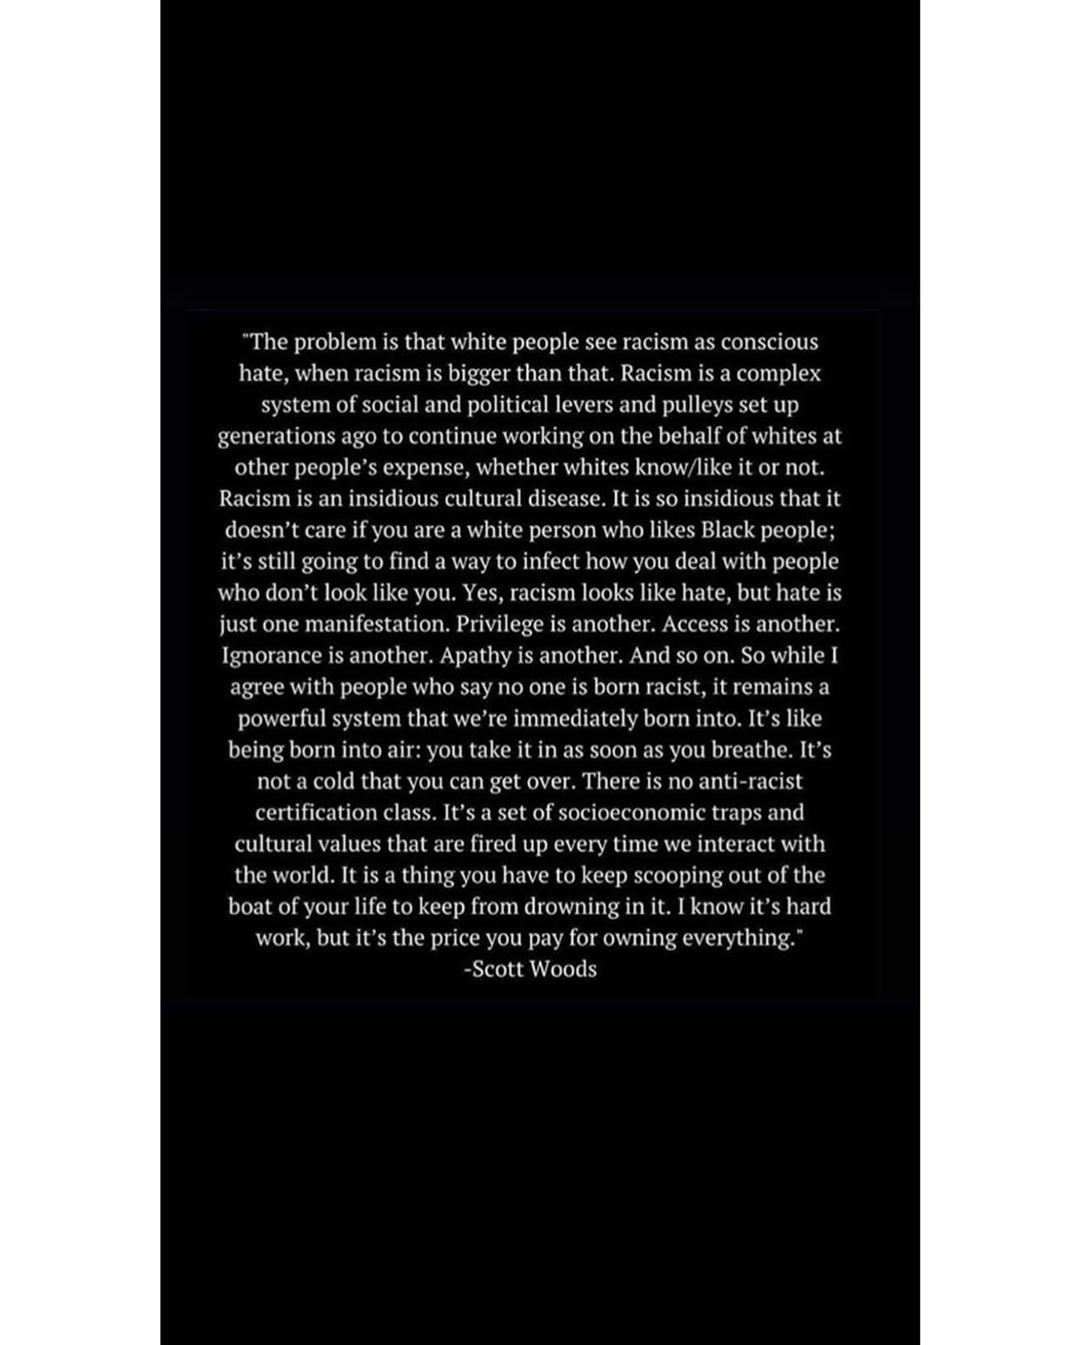 "The problem is that white people see racism as conscious
hate, when racism is bigger than that. Racism is a complex
system of social and political levers and pulleys set up
generations ago to continue working on the behalf of whites at
other people’s expense, whether whites know/like it or not.
Racism is an insidious cultural disease. It is so insidious that it
doesn’t care if you are a white person who likes Black people;
it’s still going to find a way to infect how you deal with people
who don’t look like you. Yes, racism looks like hate, but hate is
just one manifestation. Privilege is another. Access is another.
Ignorance is another. Apathy is another. And so on. So while I
agree with people who say no one is born racist, it remains a
powerful system that we’re immediately born into. It’s like
being born into air: you take it in as soon as you breathe. It’s
not a cold that you can get over. There is no anti-racist
certification class. It’s a set of socioeconomic traps and
cultural values that are fired up every time we interact with
the world. It is a thing you have to keep scooping out of the
boat of your life to keep from drowning in it. I know it’s hard
work, but it’s the price you pay for owning everything."
-Scott Woods